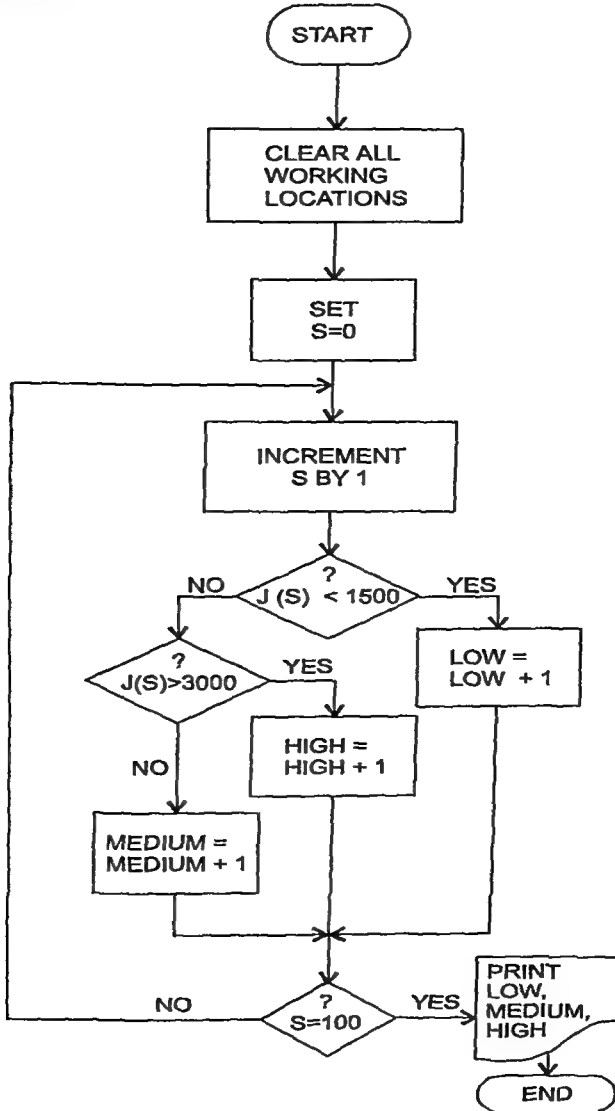 START
CLEAR ALL
WORKING
LOCATIONS
SET
S=0
INCREMENT
S BY 1
?
J (S) < 1500
NO
YES
?
J(S)>3000
YES
NO
LOW =
LOW + 1
HIGH =
HIGH + 1
MEDIUM =
MEDIUM + 1
?
S=100
NO
YES
PRINT
LOW,
MEDIUM,
HIGH
END